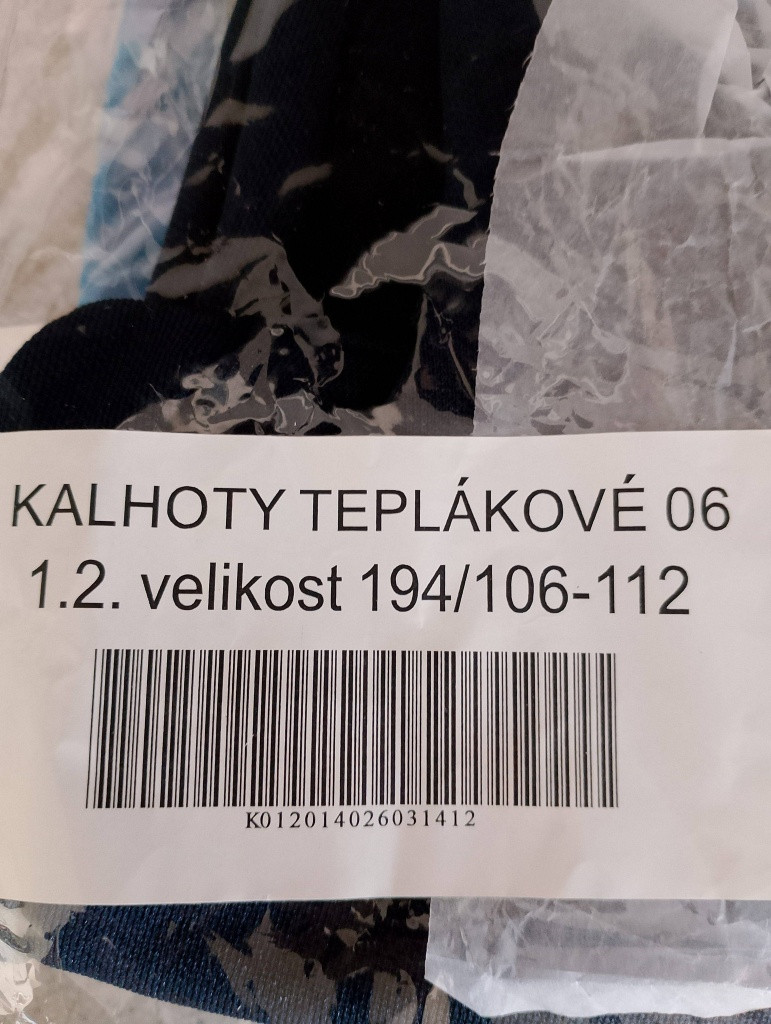 KALHOTY TEPLÁKOVÉ 06
1.2. velikost 194/106-112
K012014026031412